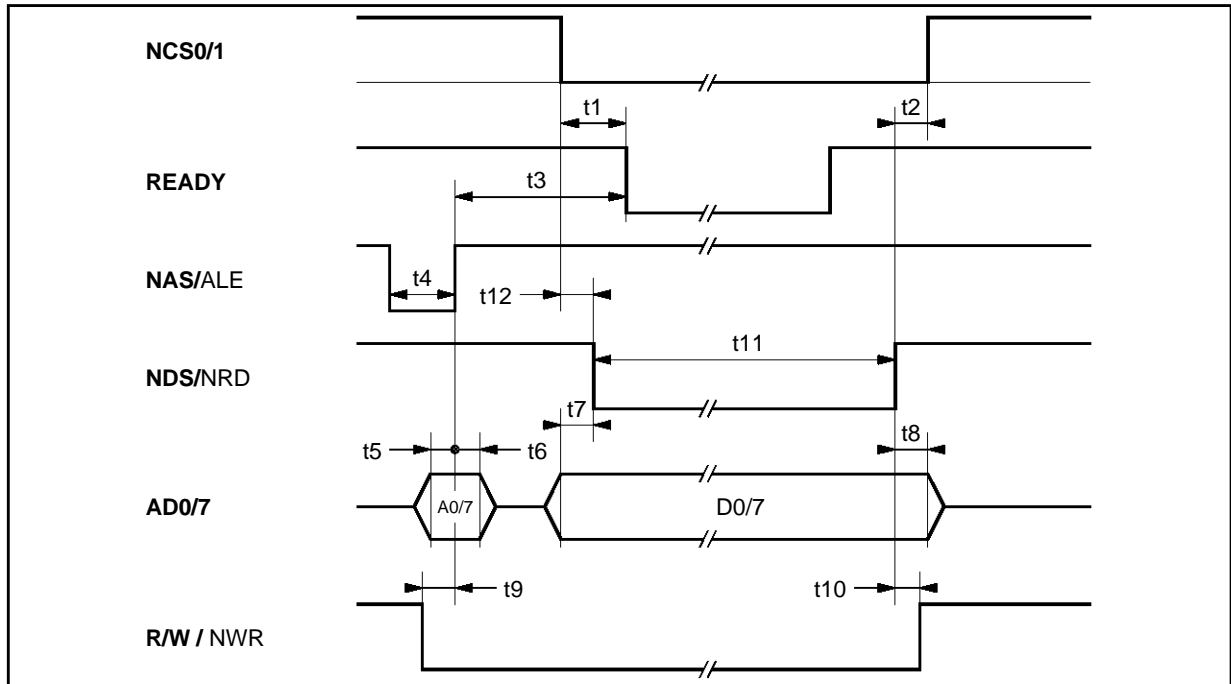 NCS0/1
t1
t2
READY
t3
NAS/ALE
t4
t12
NDS/NRD
t11
t7
t8
t5
t6
AD0/7
A0/7
D0/7
t9
t10
R/W / NWR